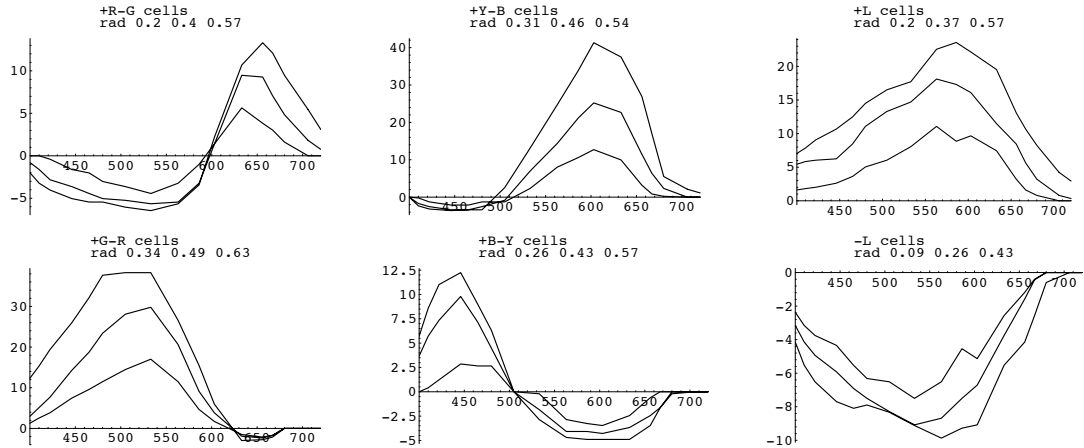 +R-G cells
rad 0.2 0.4 0.57
10
5
0
-5
450 500 550 600 650 700
+Y-B cells
rad 0.31 0.46 0.54
40
30
20
10
0
450 500 550 600 650 700
+L cells
rad 0.2 0.37 0.57
20
15
10
5
0
450 500 550 600 650 700
+G-R cells
rad 0.34 0.49 0.63
30
20
10
0
450 500 550 600 650 700
+B-Y cells
rad 0.26 0.43 0.57
12.5
10
7.5
5
2.5
0
-2.5
-5
450 500 550 600 650 700
-L cells
rad 0.09 0.26 0.43
0
-2
-4
-6
-8
-10
450 500 550 600 650 700